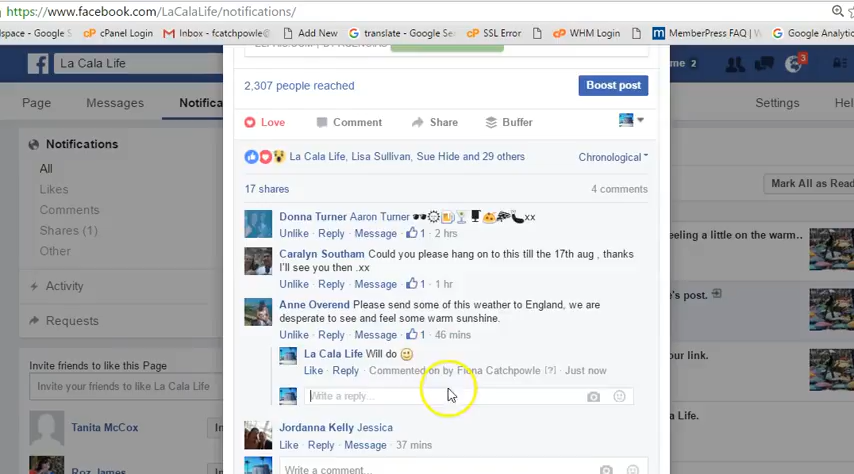 https://www.facebook.com/LaCalaLife/notifications/
space - Google S cPanel Login Inbox - fcatchpowle@ Add New translate - Google Se SSL Error WHM Login MemberPress FAQ | W Google Analytic
La Cala Life
me 2
3
Page Messages Notifica Settings Hel
2,307 people reached Boost post
Love Comment Share Buffer
La Cala Life, Lisa Sullivan, Sue Hide and 29 others Chronological
17 shares 4 comments
Donna Turner Aaron Turner 🕶️ xx
Unlike · Reply · Message · 1 · 2 hrs
Caralyn Southam Could you please hang on to this till the 17th aug , thanks
I'll see you then .xx
Unlike · Reply · Message · 1 · 1 hr
Anne Overend Please send some of this weather to England, we are
desperate to see and feel some warm sunshine.
Unlike · Reply · Message · 1 · 46 mins
La Cala Life Will do
Like · Reply · Commented on by Fiona Catchpowle [?] · Just now
Write a reply...
Jordanna Kelly Jessica
Like · Reply · Message · 37 mins
Write a comment...
Notifications
All
Likes
Comments
Shares (1)
Other
Activity
Requests
Invite friends to like this Page
Invite your friends to like La Cala Life
Tanita McCox In
Roz James In
Mark All as Read
eeling a little on the warm..
e's post.
our link.
a Life.